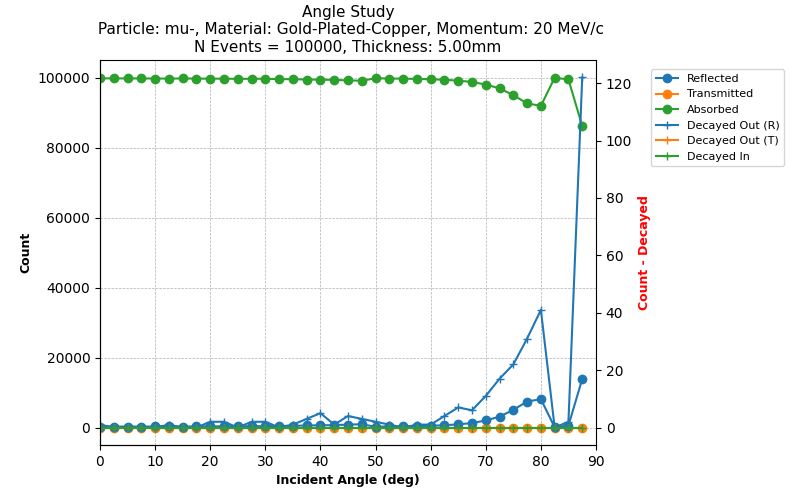 Angle Study
Particle: mu-, Material: Gold-Plated-Copper, Momentum: 20 MeV/c
N Events = 100000, Thickness: 5.00mm
100000
80000
60000
40000
20000
0
Count
0 10 20 30 40 50 60 70 80 90
Incident Angle (deg)
120
100
80
60
40
20
0
Count - Decayed
Reflected
Transmitted
Absorbed
Decayed Out (R)
Decayed Out (T)
Decayed In